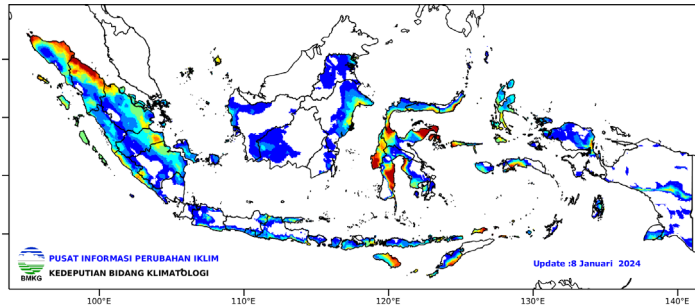 PUSAT INFORMASI PERUBAHAN IKLIM
KEDEPUTIAN BIDANG KLIMATOLOGI
BMKG
Update :8 Januari 2024
100°E 110°E 120°E 130°E 140°E